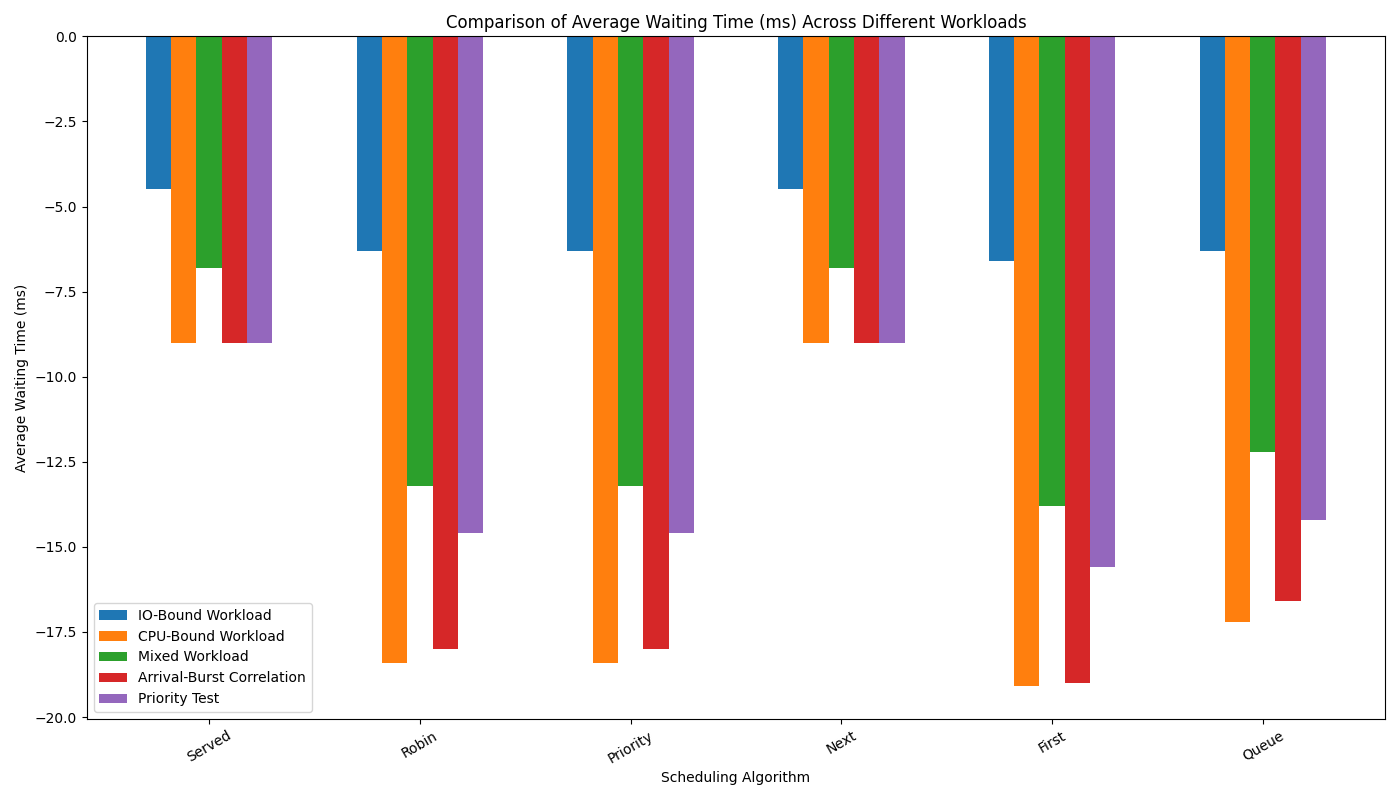 Comparison of Average Waiting Time (ms) Across Different Workloads
Average Waiting Time (ms)
0.0
−2.5
−5.0
−7.5
−10.0
−12.5
−15.0
−17.5
−20.0
IO-Bound Workload
CPU-Bound Workload
Mixed Workload
Arrival-Burst Correlation
Priority Test
Served
Robin
Priority
Next
First
Queue
Scheduling Algorithm